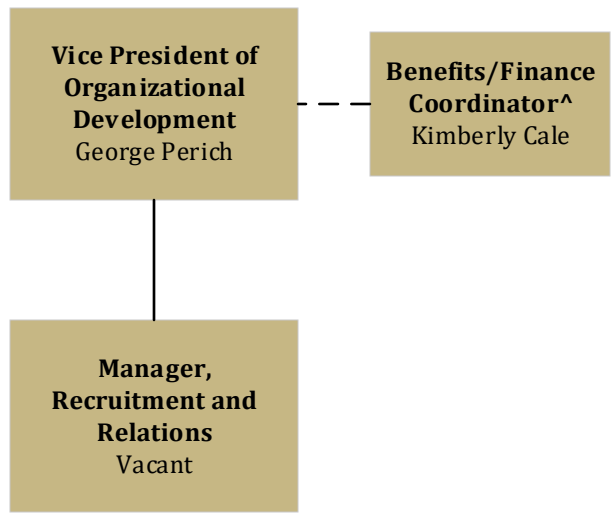 Vice President of
Organizational
Development
George Perich
Benefits/Finance
Coordinator^
Kimberly Cale
Manager,
Recruitment and
Relations
Vacant